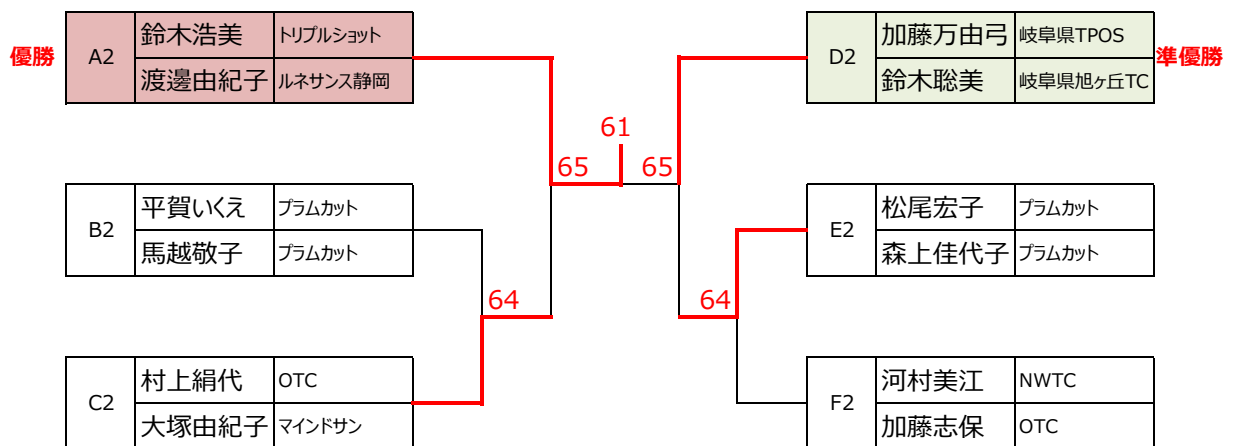 優勝 A2 鈴木浩美 トリプルショット
渡邊由紀子 ルネサンス静岡
D2 加藤万由弓 岐阜県TPOS 準優勝
鈴木聡美 岐阜県旭ヶ丘TC
61
65 65
B2 平賀いくえ プラムカット
馬越敬子 プラムカット
E2 松尾宏子 プラムカット
森上佳代子 プラムカット
64 64
C2 村上絹代 OTC
大塚由紀子 マインドサン
F2 河村美江 NWTC
加藤志保 OTC